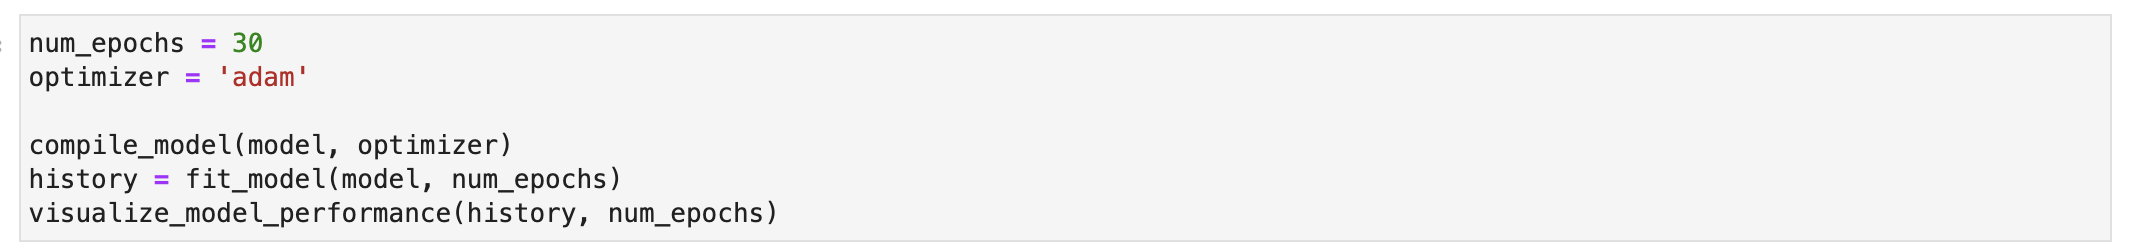 num_epochs = 30
optimizer = 'adam'
compile_model(model, optimizer)
history = fit_model(model, num_epochs)
visualize_model_performance(history, num_epochs)